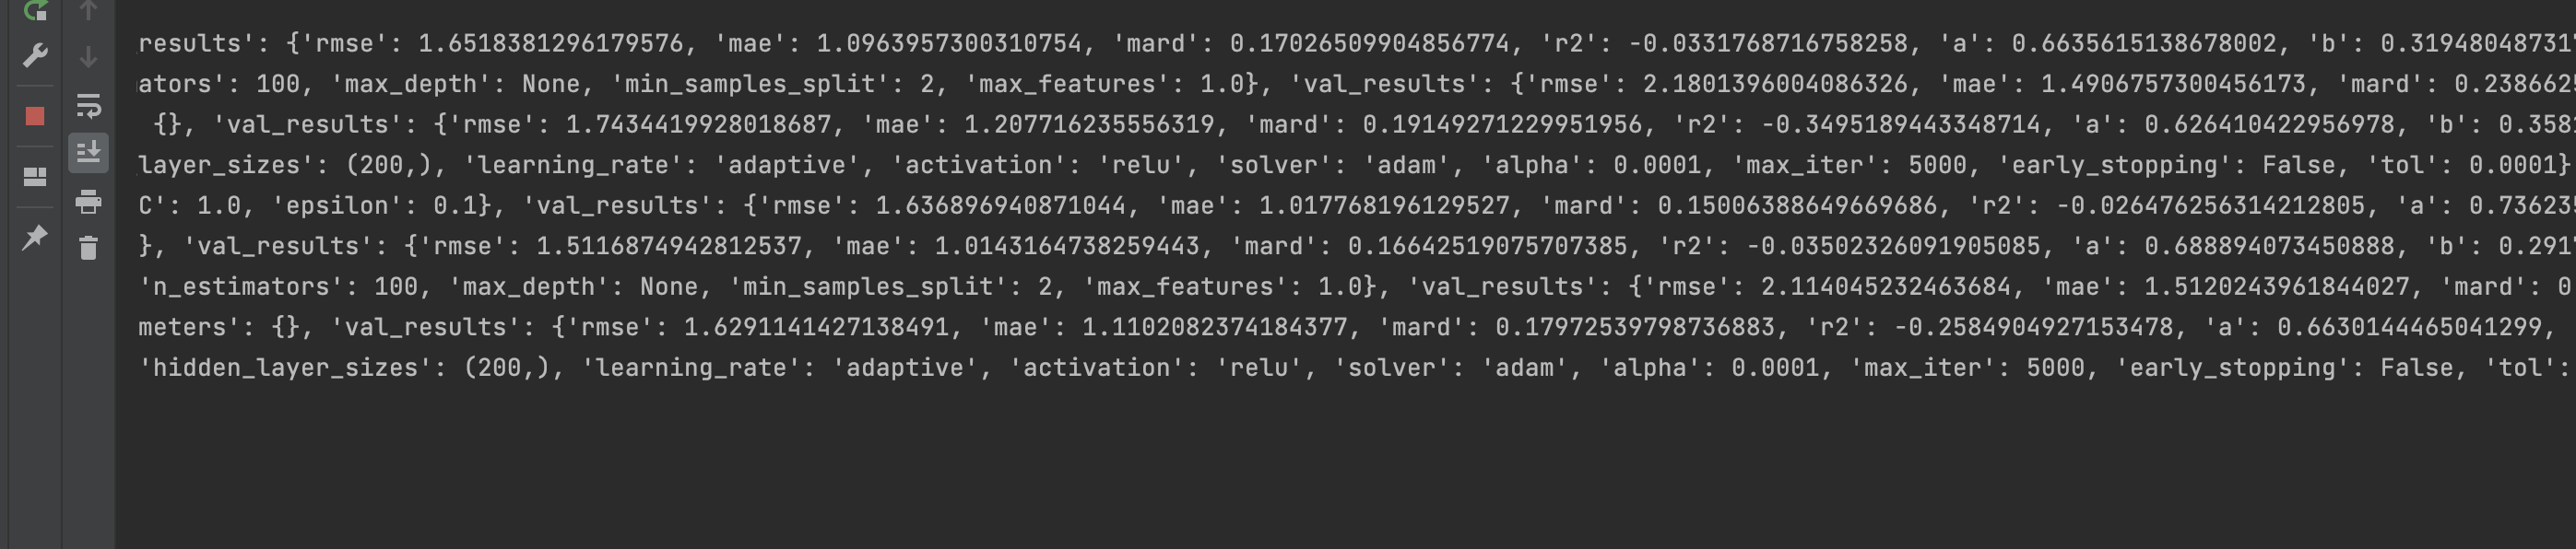 results': {'rmse': 1.6518381296179576, 'mae': 1.0963957300310754, 'mard': 0.17026509904856774, 'r2': -0.0331768716758258, 'a': 0.6635615138678002, 'b': 0.31948048731
ators': 100, 'max_depth': None, 'min_samples_split': 2, 'max_features': 1.0}, 'val_results': {'rmse': 2.1801396004086326, 'mae': 1.4906757300456173, 'mard': 0.238662
{}, 'val_results': {'rmse': 1.7434419928018687, 'mae': 1.207716235556319, 'mard': 0.19149271229951956, 'r2': -0.3495189443348714, 'a': 0.626410422956978, 'b': 0.358
layer_sizes': (200,), 'learning_rate': 'adaptive', 'activation': 'relu', 'solver': 'adam', 'alpha': 0.0001, 'max_iter': 5000, 'early_stopping': False, 'tol': 0.0001}
C': 1.0, 'epsilon': 0.1}, 'val_results': {'rmse': 1.636896940871044, 'mae': 1.017768196129527, 'mard': 0.15006388649669686, 'r2': -0.026476256314212805, 'a': 0.73623
}, 'val_results': {'rmse': 1.5116874942812537, 'mae': 1.0143164738259443, 'mard': 0.16642519075707385, 'r2': -0.03502326091905085, 'a': 0.688894073450888, 'b': 0.291
'n_estimators': 100, 'max_depth': None, 'min_samples_split': 2, 'max_features': 1.0}, 'val_results': {'rmse': 2.114045232463684, 'mae': 1.5120243961844027, 'mard': 0
meters': {}, 'val_results': {'rmse': 1.6291141427138491, 'mae': 1.1102082374184377, 'mard': 0.17972539798736883, 'r2': -0.2584904927153478, 'a': 0.6630144465041299,
'hidden_layer_sizes': (200,), 'learning_rate': 'adaptive', 'activation': 'relu', 'solver': 'adam', 'alpha': 0.0001, 'max_iter': 5000, 'early_stopping': False, 'tol':